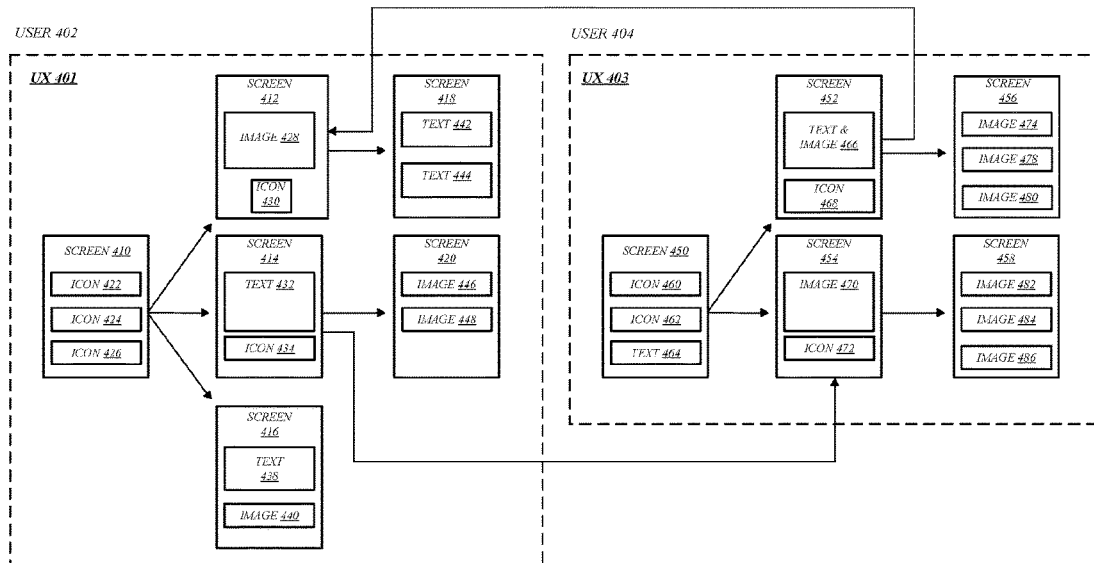 USER 402
UX 401
SCREEN
412
IMAGE 428
ICON
430
SCREEN
418
TEXT 442
TEXT 444
SCREEN 410
ICON 422
ICON 424
ICON 426
SCREEN
414
TEXT 432
ICON 434
SCREEN
420
IMAGE 446
IMAGE 448
SCREEN
416
TEXT
438
IMAGE 440
USER 404
UX 403
SCREEN
452
TEXT &
IMAGE 466
ICON
468
SCREEN
456
IMAGE 474
IMAGE 478
IMAGE 480
SCREEN 450
ICON 460
ICON 462
TEXT 464
SCREEN
454
IMAGE 470
ICON 472
SCREEN
458
IMAGE 482
IMAGE 484
IMAGE 486